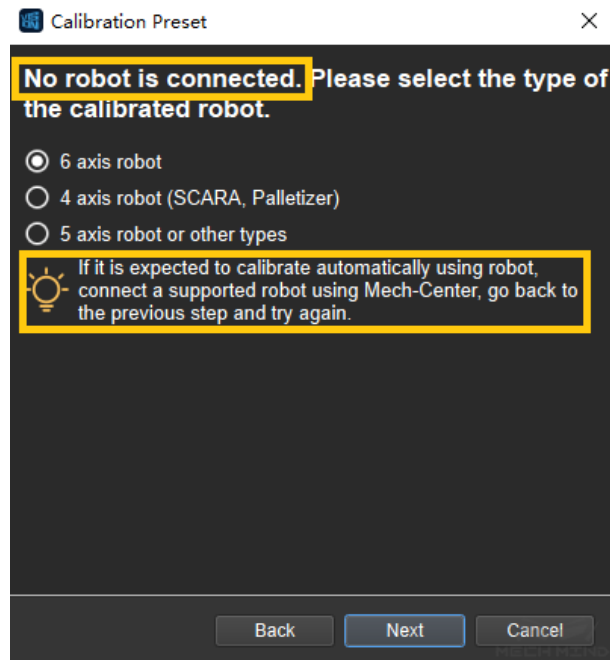 Calibration Preset
No robot is connected. Please select the type of
the calibrated robot.
6 axis robot
4 axis robot (SCARA, Palletizer)
5 axis robot or other types
If it is expected to calibrate automatically using robot,
connect a supported robot using Mech-Center, go back to
the previous step and try again.
Back Next Cancel
MECH MIND